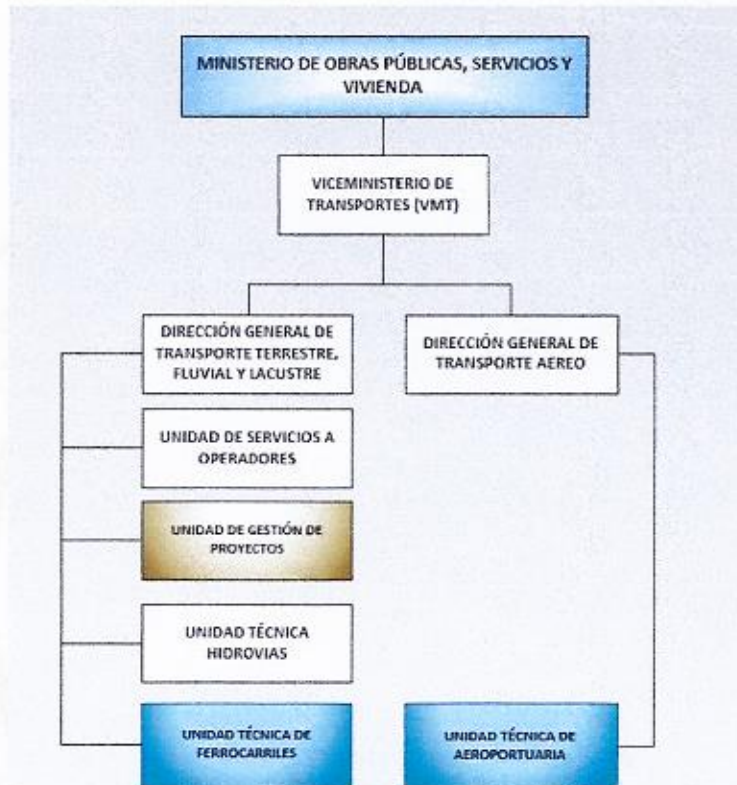 MINISTERIO DE OBRAS PÚBLICAS, SERVICIOS Y
VIVIENDA
VICEMINISTERIO DE
TRANSPORTES (VMT)
DIRECCIÓN GENERAL DE
TRANSPORTE TERRESTRE,
FLUVIAL Y LACUSTRE
DIRECCIÓN GENERAL DE
TRANSPORTE AEREO
UNIDAD DE SERVICIOS A
OPERADORES
UNIDAD DE GESTIÓN DE
PROYECTOS
UNIDAD TÉCNICA
HIDROVIAS
UNIDAD TÉCNICA DE
FERROCARRILES
UNIDAD TÉCNICA DE
AEROPORTUARIA